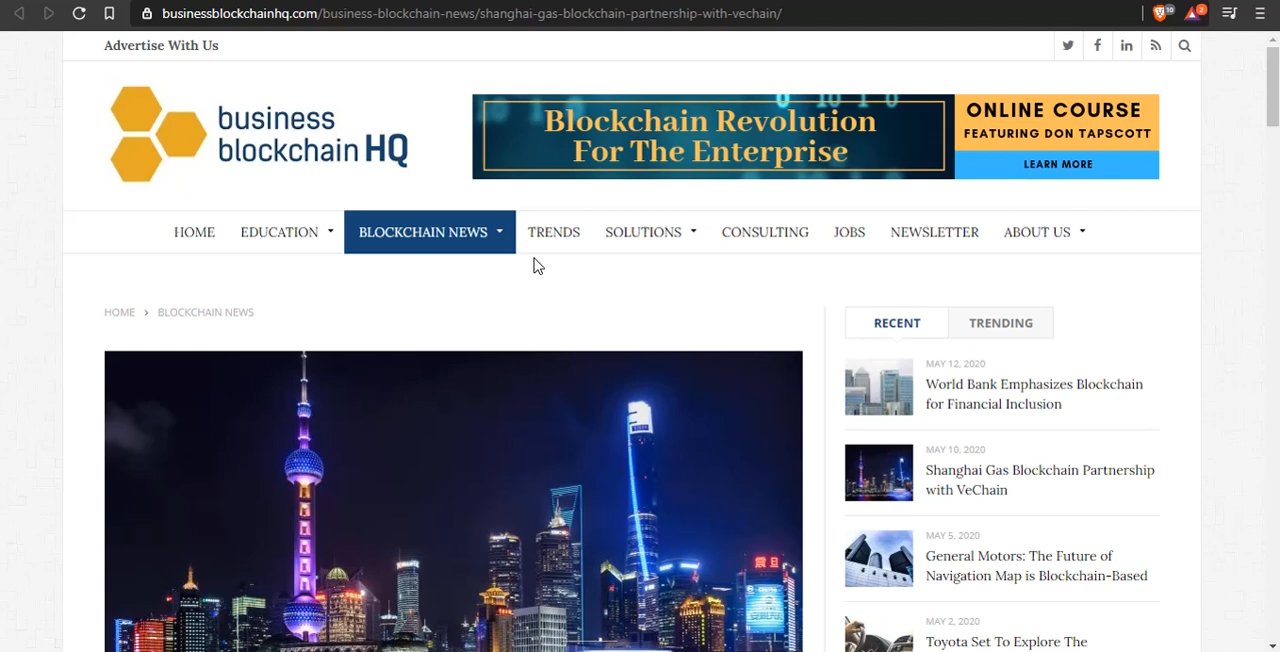 businessblockchainhq.com/business-blockchain-news/shanghai-gas-blockchain-partnership-with-vechain/
10
2
Advertise With Us
business
blockchain HQ
Blockchain Revolution
For The Enterprise
ONLINE COURSE
FEATURING DON TAPSCOTT
LEARN MORE
HOME EDUCATION BLOCKCHAIN NEWS TRENDS SOLUTIONS CONSULTING JOBS NEWSLETTER ABOUT US
HOME > BLOCKCHAIN NEWS
震旦
RECENT TRENDING
MAY 12, 2020
World Bank Emphasizes Blockchain
for Financial Inclusion
MAY 10, 2020
Shanghai Gas Blockchain Partnership
with VeChain
MAY 5, 2020
General Motors: The Future of
Navigation Map is Blockchain-Based
MAY 2, 2020
Toyota Set To Explore The